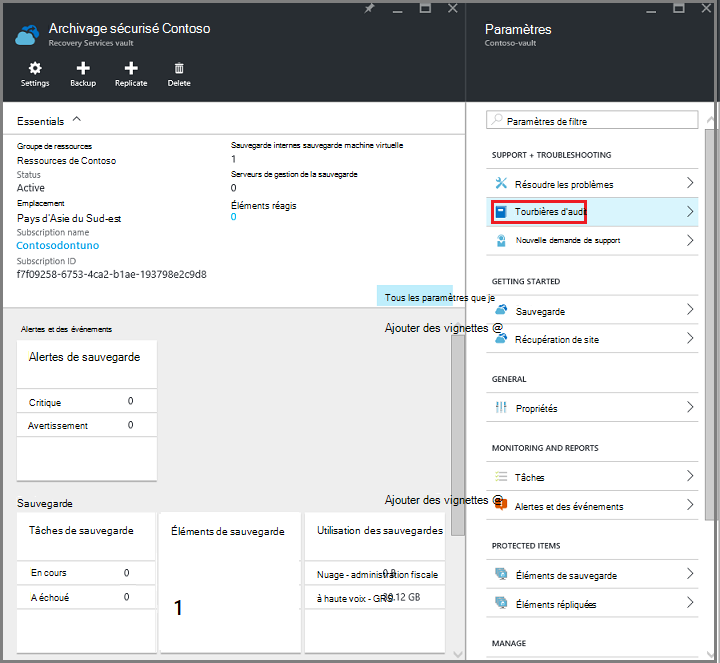 Archivage sécurisé Contoso
Recovery Services vault
Settings
Backup
Replicate
Delete
Essentials
Groupe de ressources
Ressources de Contoso
Status
Active
Emplacement
Pays d'Asie du Sud-est
Subscription name
Contosodontuno
Subscription ID
f7f09258-6753-4ca2-b1ae-193798e2c9d8
Sauvegarde internes sauvegarde machine virtuelle
1
Serveurs de gestion de la sauvegarde
0
Éléments réagis
0
Tous les paramètres que je
Alertes et des événements
Ajouter des vignettes @
Alertes de sauvegarde
Critique 0
Avertissement 0
Sauvegarde
Ajouter des vignettes @
Tâches de sauvegarde
En cours 0
A échoué 0
Éléments de sauvegarde
1
Utilisation des sauvegardes
Nuage - administration fiscale
à haute voix - GRS
Paramètres
Contoso-vault
Paramètres de filtre
SUPPORT + TROUBLESHOOTING
Résoudre les problèmes
Tourbières d'audit
Nouvelle demande de support
GETTING STARTED
Sauvegarde
Récupération de site
GENERAL
Propriétés
MONITORING AND REPORTS
Tâches
Alertes et des événements
PROTECTED ITEMS
Éléments de sauvegarde
Éléments répliquées
MANAGE